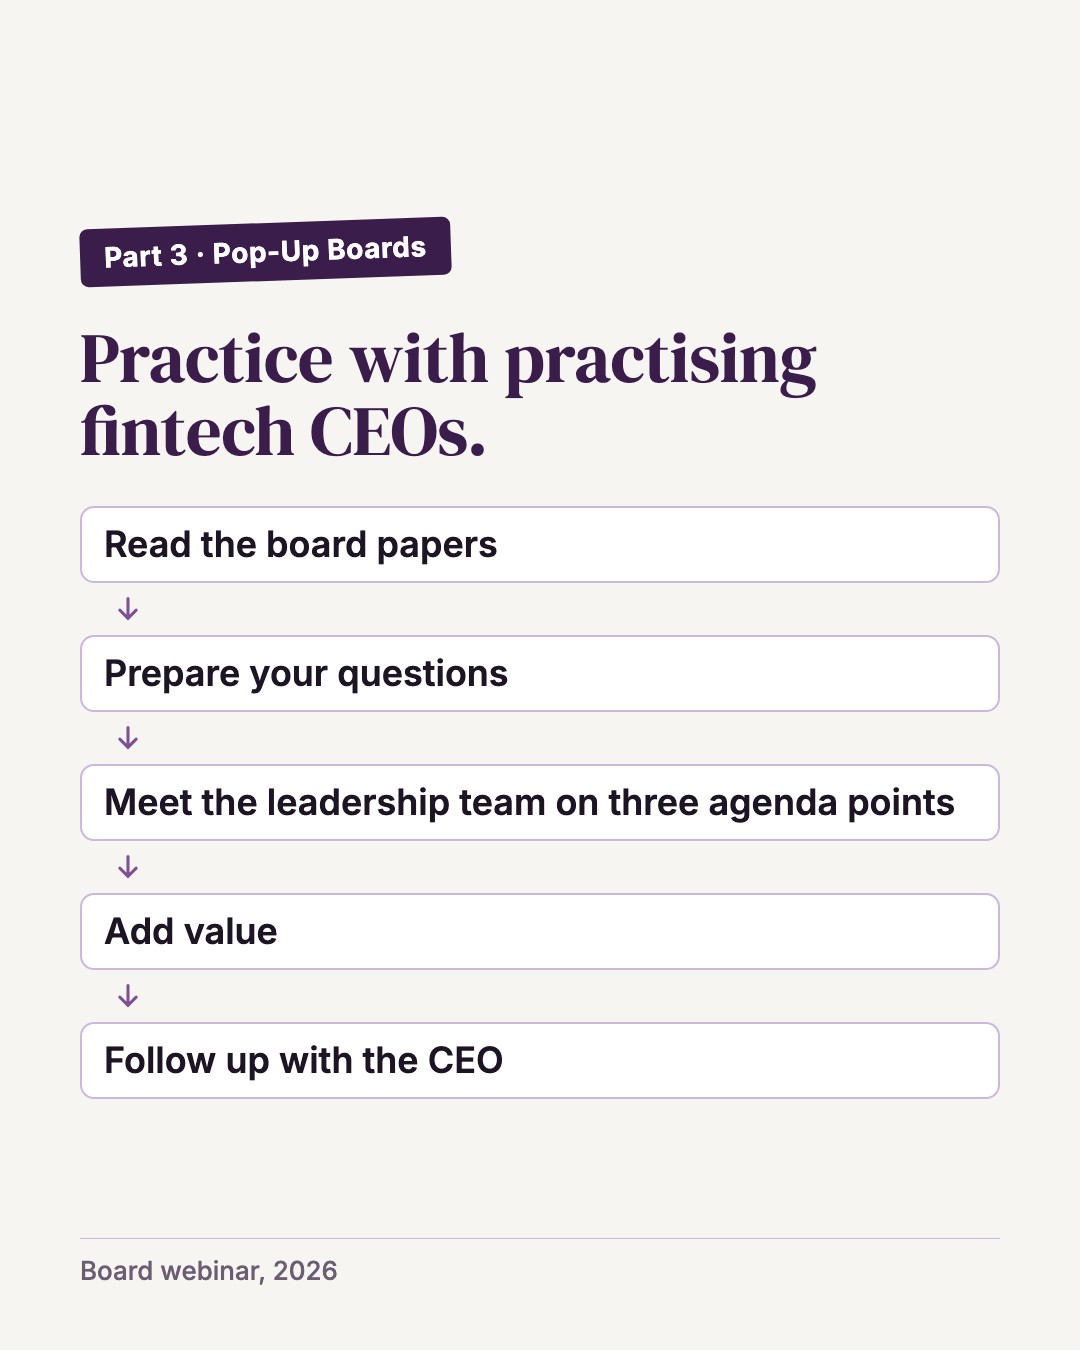 Part 3 · Pop-Up Boards
Practice with practising
fintech CEOs.
Read the board papers
↓
Prepare your questions
↓
Meet the leadership team on three agenda points
↓
Add value
↓
Follow up with the CEO
Board webinar, 2026